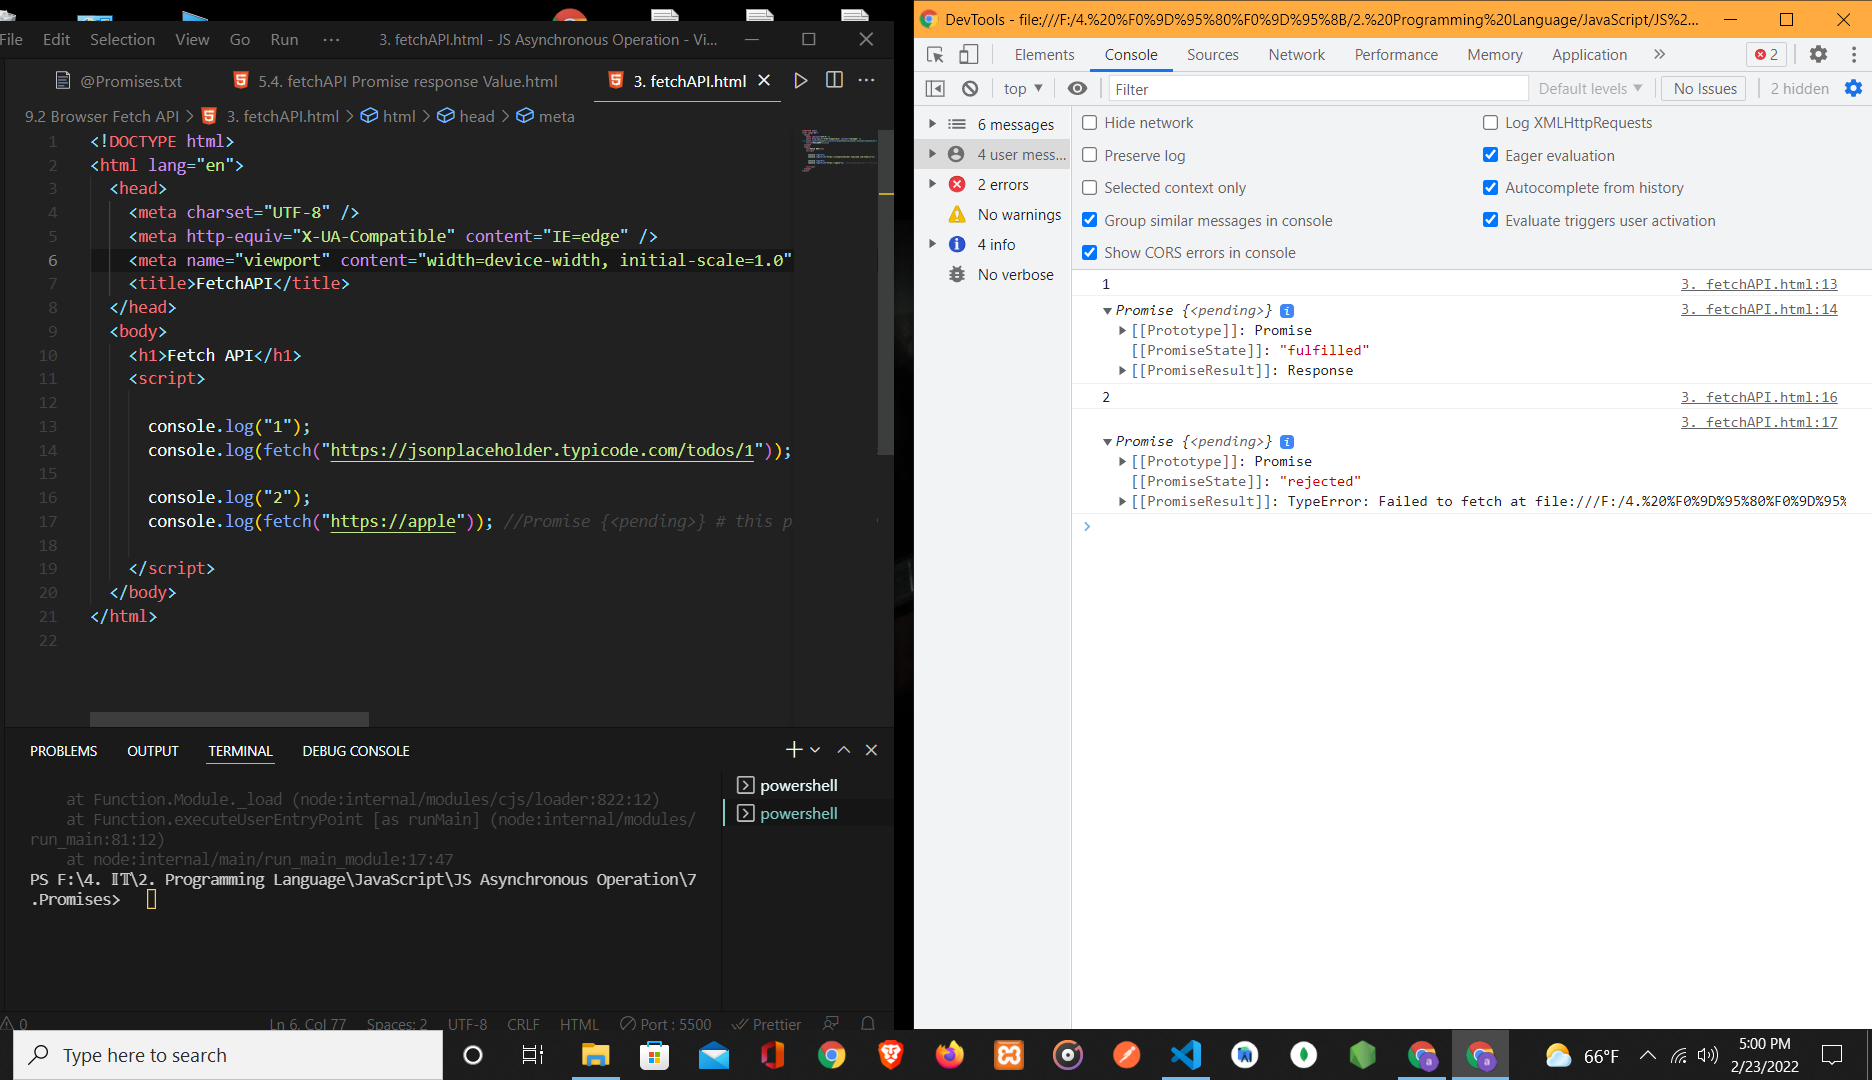 File Edit Selection View Go Run ··· 3. fetchAPI.html - JS Asynchronous Operation - Vi...
@Promises.txt 5.4. fetchAPI Promise response Value.html 3. fetchAPI.html
9.2 Browser Fetch API > 3. fetchAPI.html > html > head > meta
1 <!DOCTYPE html>
2 <html lang="en">
3 <head>
4 <meta charset="UTF-8" />
5 <meta http-equiv="X-UA-Compatible" content="IE=edge" />
6 <meta name="viewport" content="width=device-width, initial-scale=1.0"
7 <title>FetchAPI</title>
8 </head>
9 <body>
10 <h1>Fetch API</h1>
11 <script>
12
13 console.log("1");
14 console.log(fetch("https://jsonplaceholder.typicode.com/todos/1"));
15
16 console.log("2");
17 console.log(fetch("https://apple")); //Promise {<pending>} # this p
18
19 </script>
20 </body>
21 </html>
22
PROBLEMS OUTPUT TERMINAL DEBUG CONSOLE
at Function.Module._load (node:internal/modules/cjs/loader:822:12)
at Function.executeUserEntryPoint [as runMain] (node:internal/modules/
run_main:81:12)
at node:internal/main/run_main_module:17:47
PS F:\4. 𝕀𝕋\2. Programming Language\JavaScript\JS Asynchronous Operation\7
.Promises>
powershell
powershell
0 Ln 6, Col 77 Spaces: 2 UTF-8 CRLF HTML Port : 5500 Prettier
DevTools - file:///F:/4.%20%F0%9D%95%80%F0%9D%95%8B/2.%20Programming%20Language/JavaScript/JS%2...
Elements Console Sources Network Performance Memory Application » 2
top Filter Default levels No Issues 2 hidden
6 messages
4 user mess...
2 errors
No warnings
4 info
No verbose
Hide network Log XMLHttpRequests
Preserve log Eager evaluation
Selected context only Autocomplete from history
Group similar messages in console Evaluate triggers user activation
Show CORS errors in console
1 3. fetchAPI.html:13
Promise {<pending>} i 3. fetchAPI.html:14
[[Prototype]]: Promise
[[PromiseState]]: "fulfilled"
[[PromiseResult]]: Response
2 3. fetchAPI.html:16
3. fetchAPI.html:17
Promise {<pending>} i
[[Prototype]]: Promise
[[PromiseState]]: "rejected"
[[PromiseResult]]: TypeError: Failed to fetch at file:///F:/4.%20%F0%9D%95%80%F0%9D%95%
>
Type here to search
66°F
5:00 PM
2/23/2022